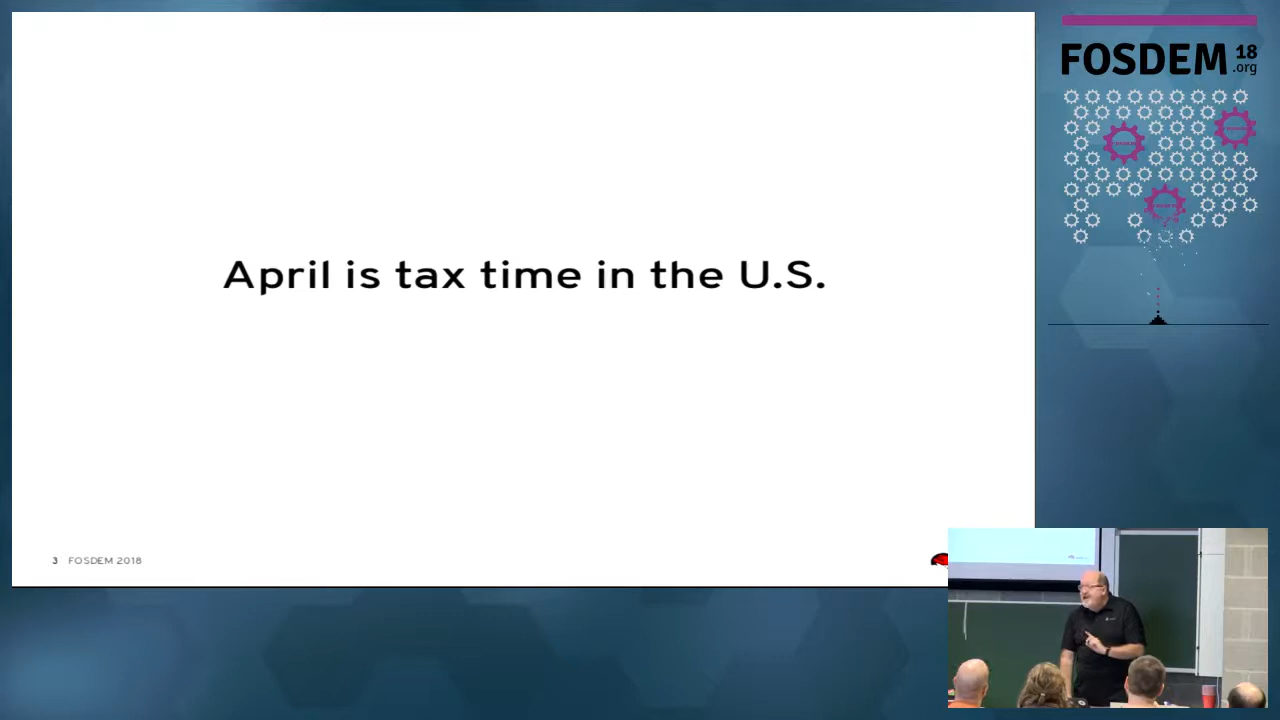 April is tax time in the U.S.
3 FOSDEM 2018
FOSDEM 18
.org